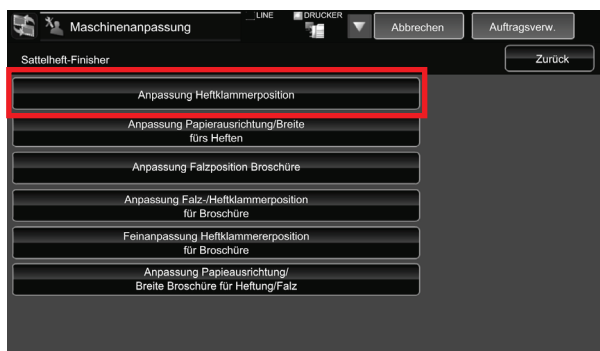 Maschinenanpassung
LINE
DRUCKER
Abbrechen
Auftragsverw.
Sattelheft-Finisher
Zurück
Anpassung Heftklammerposition
Anpassung Papierausrichtung/Breite
fürs Heften
Anpassung Falzposition Broschüre
Anpassung Falz-/Heftklammerposition
für Broschüre
Feinanpassung Heftklammererposition
für Broschüre
Anpassung Papieausrichtung/
Breite Broschüre für Heftung/Falz